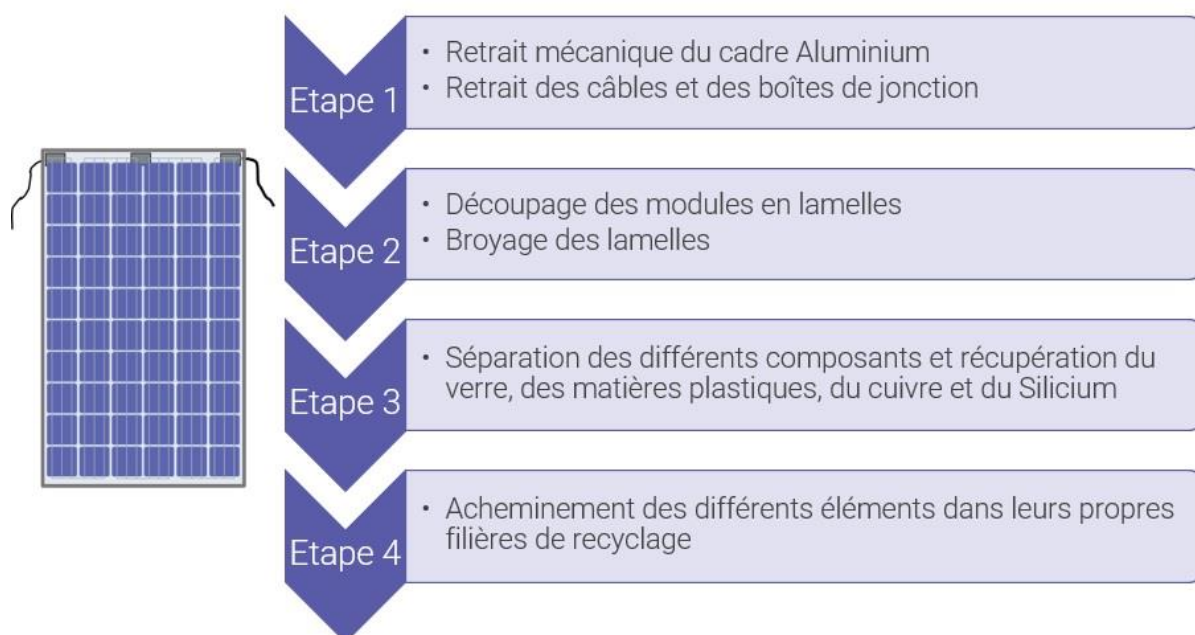 Etape 1
• Retrait mécanique du cadre Aluminium
• Retrait des câbles et des boîtes de jonction
Etape 2
• Découpage des modules en lamelles
• Broyage des lamelles
Etape 3
• Séparation des différents composants et récupération du
verre, des matières plastiques, du cuivre et du Silicium
Etape 4
• Acheminement des différents éléments dans leurs propres
filières de recyclage